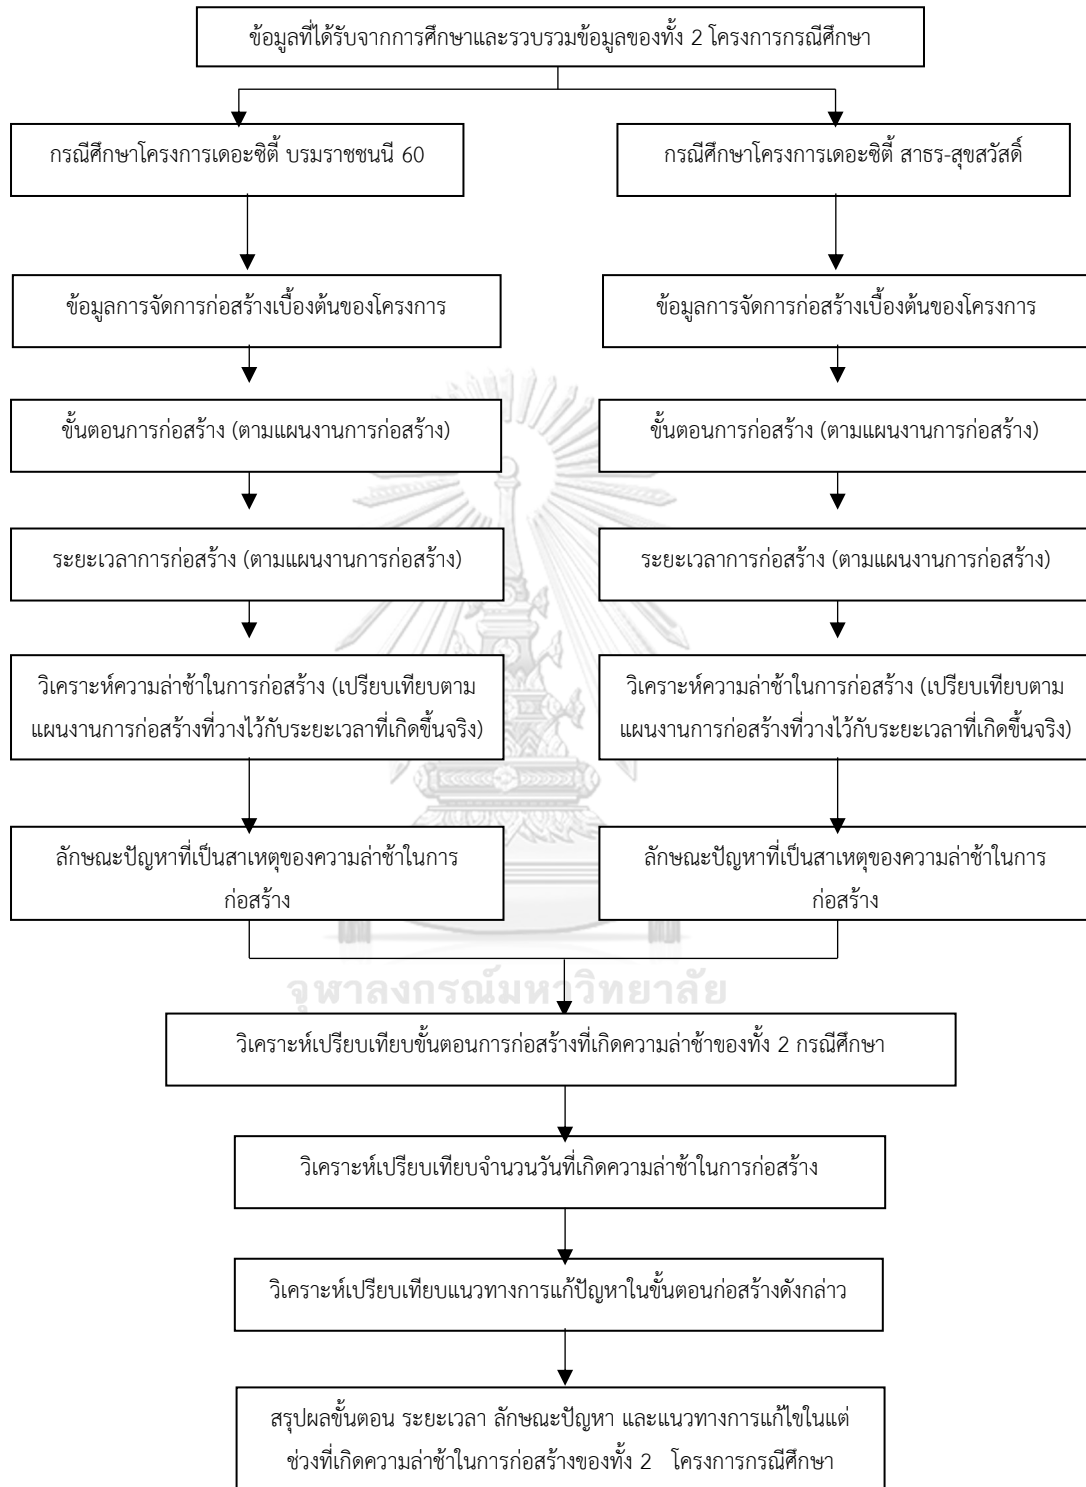 ข้อมูลที่ได้รับจากการศึกษาและรวบรวมข้อมูลของทั้ง 2 โครงการกรณีศึกษา
กรณีศึกษาโครงการเดอะซิตี้ บรมราชชนนี 60
กรณีศึกษาโครงการเดอะซิตี้ สาธร-สุขสวัสดิ์
ข้อมูลการจัดการก่อสร้างเบื้องต้นของโครงการ
ข้อมูลการจัดการก่อสร้างเบื้องต้นของโครงการ
ขั้นตอนการก่อสร้าง (ตามแผนงานการก่อสร้าง)
ขั้นตอนการก่อสร้าง (ตามแผนงานการก่อสร้าง)
ระยะเวลาการก่อสร้าง (ตามแผนงานการก่อสร้าง)
ระยะเวลาการก่อสร้าง (ตามแผนงานการก่อสร้าง)
วิเคราะห์ความล่าช้าในการก่อสร้าง (เปรียบเทียบตาม
แผนงานการก่อสร้างที่วางไว้กับระยะเวลาที่เกิดขึ้นจริง)
วิเคราะห์ความล่าช้าในการก่อสร้าง (เปรียบเทียบตาม
แผนงานการก่อสร้างที่วางไว้กับระยะเวลาที่เกิดขึ้นจริง)
ลักษณะปัญหาที่เป็นสาเหตุของความล่าช้าในการ
ก่อสร้าง
ลักษณะปัญหาที่เป็นสาเหตุของความล่าช้าในการ
ก่อสร้าง
จุฬาลงกรณ์มหาวิทยาลัย
วิเคราะห์เปรียบเทียบขั้นตอนการก่อสร้างที่เกิดความล่าช้าของทั้ง 2 กรณีศึกษา
วิเคราะห์เปรียบเทียบจำนวนวันที่เกิดความล่าช้าในการก่อสร้าง
วิเคราะห์เปรียบเทียบแนวทางการแก้ปัญหาในขั้นตอนก่อสร้างดังกล่าว
สรุปผลขั้นตอน ระยะเวลา ลักษณะปัญหา และแนวทางการแก้ไขในแต่
ช่วงที่เกิดความล่าช้าในการก่อสร้างของทั้ง 2 โครงการกรณีศึกษา